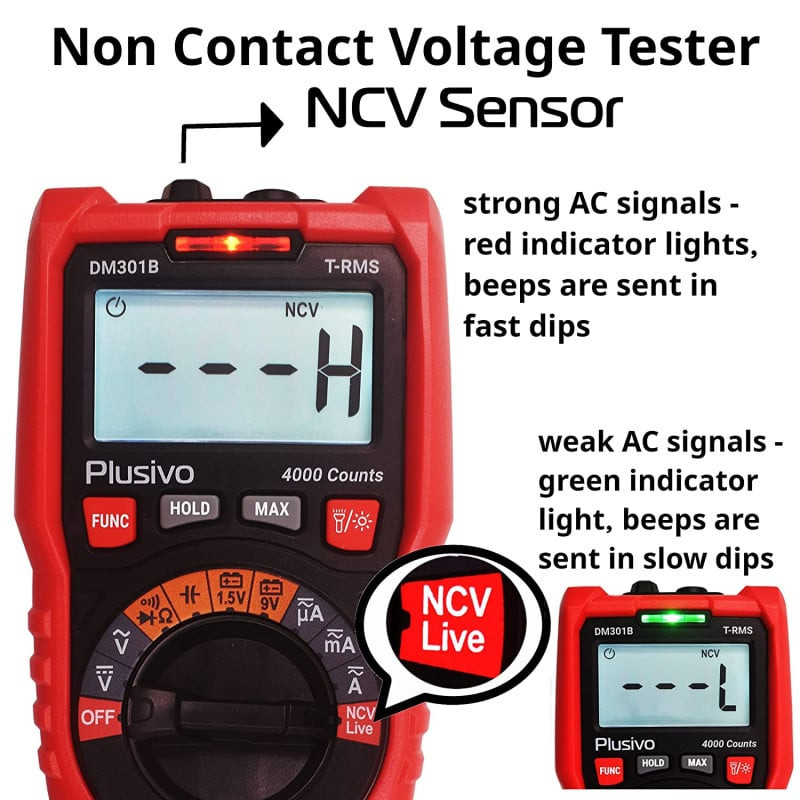 Non Contact Voltage Tester
NCV Sensor
strong AC signals -
red indicator lights,
beeps are sent in
fast dips
DM301B
T-RMS
NCV
---H
Plusivo
4000 Counts
FUNC
HOLD
MAX
1.5V
9V
Ω
μA
mA
A
V
V
OFF
NCV
Live
NCV
Live
weak AC signals -
green indicator
light, beeps are
sent in slow dips
DM301B
T-RMS
NCV
---L
Plusivo
4000 Counts
FUNC
HOLD
MAX